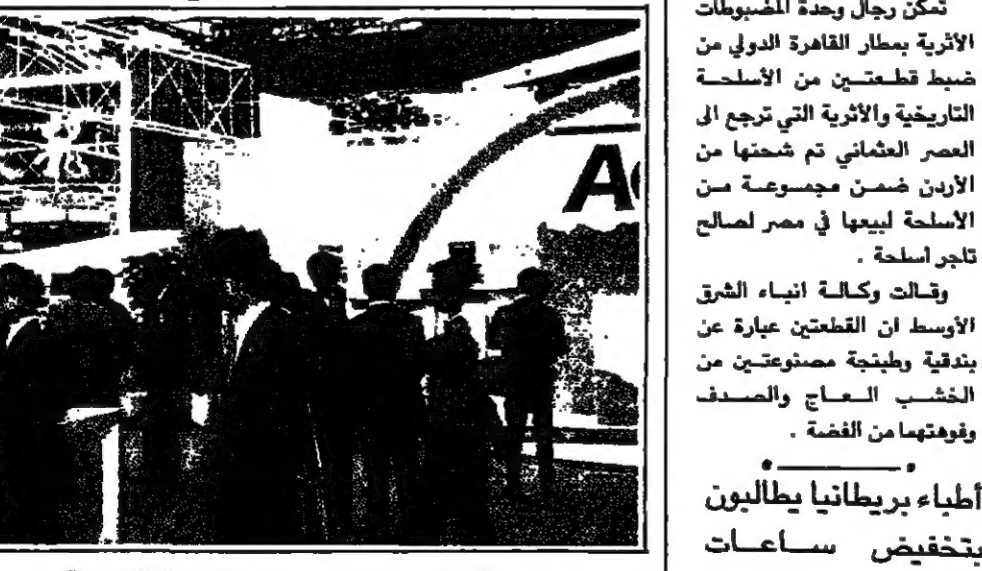 تمكن رجال وحدة المضبوطات
الأثرية بمطار القاهرة الدولي من
ضبط قطعتين من الأسلحة
التاريخية والأثرية التي ترجع الى
العصر العثماني تم شحنها من
الأردن ضمن مجموعة من
الأسلحة لبيعها في مصر لصالح
تاجر اسلحة .
وقالت وكالة انباء الشرق
الأوسط ان القطعتين عبارة عن
بندقية وطبنجة مصنوعتين من
الخشب العاج والصدف
وفوهتهما من الفضة .
أطباء بريطانيا يطالبون
بتخفيض ساعات